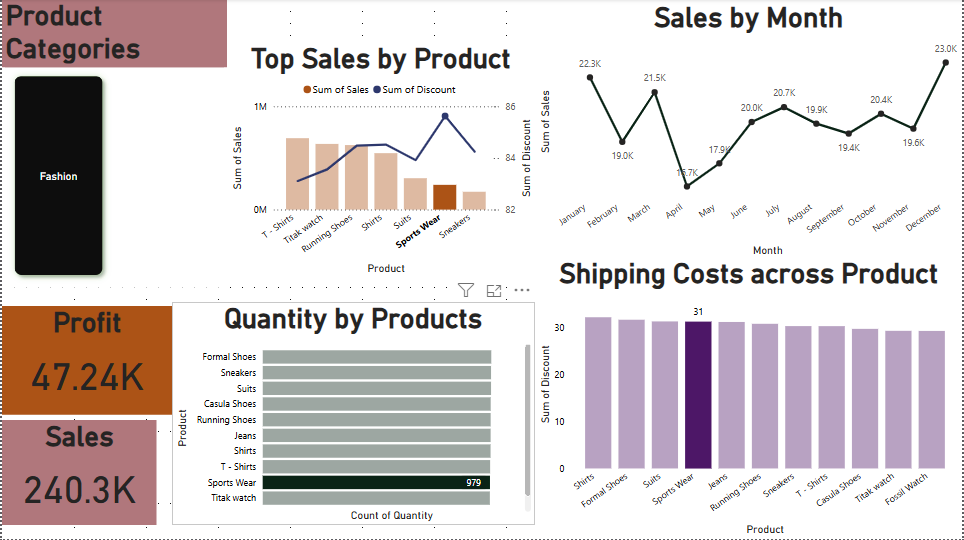 Product
Categories
Fashion
Top Sales by Product
Sum of Sales Sum of Discount
1M
0M
86
84
82
Sum of Sales
Sum of Discount
T - Shirts
Titak watch
Running Shoes
Shirts
Suits
Sports Wear
Sneakers
Product
Sales by Month
Sum of Sales
22.3K
19.0K
21.5K
17.9K
20.0K
20.7K
19.9K
19.4K
20.4K
19.6K
23.0K
January
February
March
April
May
June
July
August
September
October
November
December
Month
Profit
47.24K
Sales
240.3K
Quantity by Products
Product
Formal Shoes
Sneakers
Suits
Casula Shoes
Running Shoes
Jeans
Shirts
T - Shirts
Sports Wear 979
Titak watch
Count of Quantity
Shipping Costs across Product
Sum of Discount
30
20
10
0
31
Shirts
Formal Shoes
Suits
Sports Wear
Jeans
Running Shoes
Sneakers
T - Shirts
Casula Shoes
Titak watch
Fossil Watch
Product